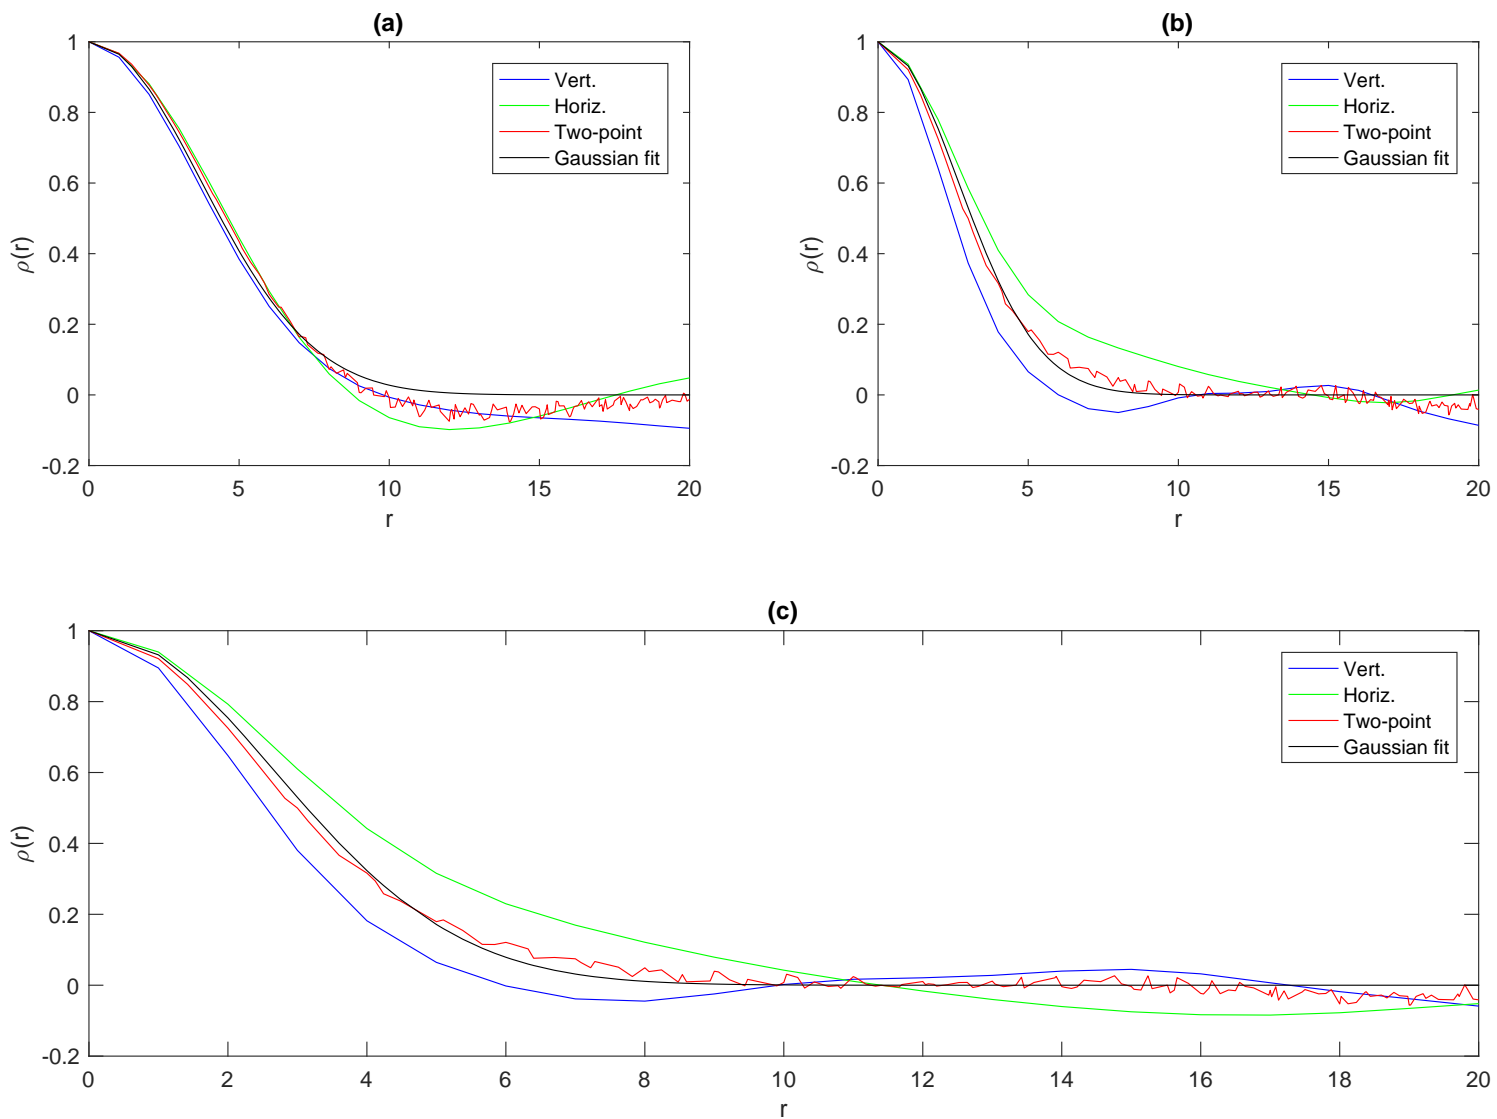 (a)
1
0.8
0.6
0.4
0.2
0
-0.2
ρ(r)
0 5 10 15 20
r
Vert.
Horiz.
Two-point
Gaussian fit
(b)
1
0.8
0.6
0.4
0.2
0
-0.2
ρ(r)
0 5 10 15 20
r
Vert.
Horiz.
Two-point
Gaussian fit
(c)
1
0.8
0.6
0.4
0.2
0
-0.2
ρ(r)
0 2 4 6 8 10 12 14 16 18 20
r
Vert.
Horiz.
Two-point
Gaussian fit